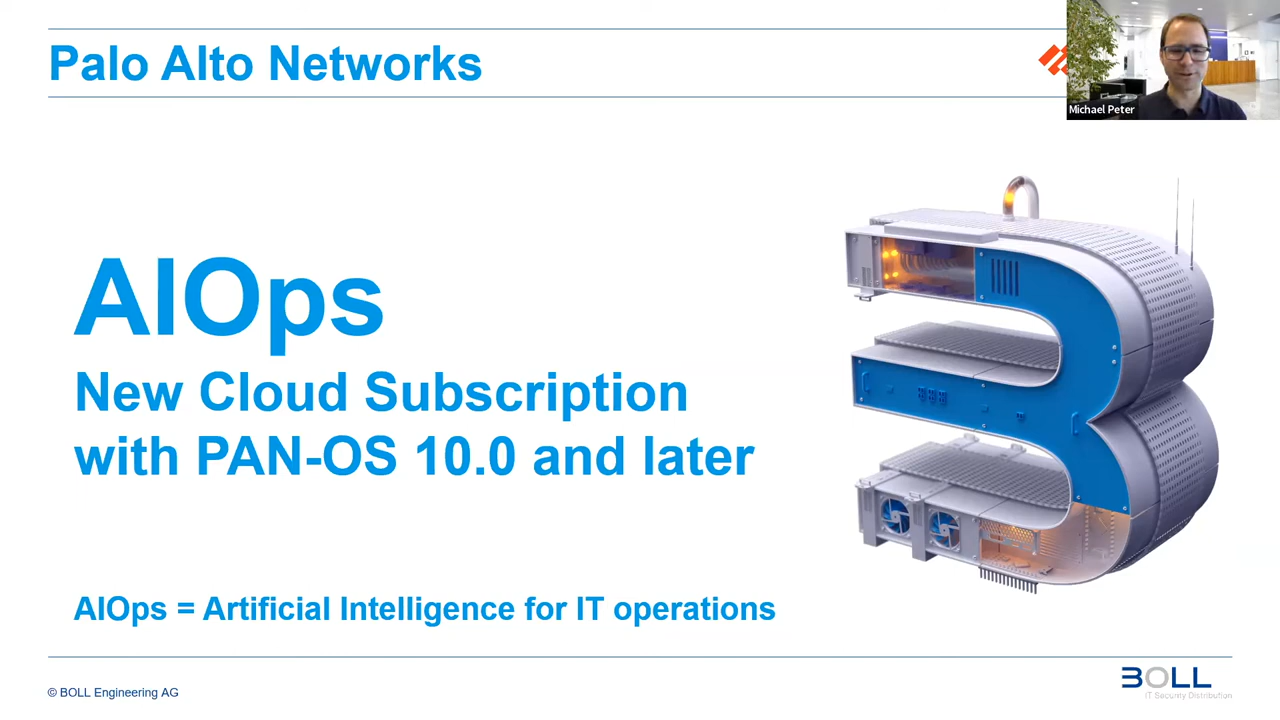 Palo Alto Networks
Michael Peter
AIOps
New Cloud Subscription
with PAN-OS 10.0 and later
AIOps = Artificial Intelligence for IT operations
© BOLL Engineering AG
BOLL
IT Security Distribution